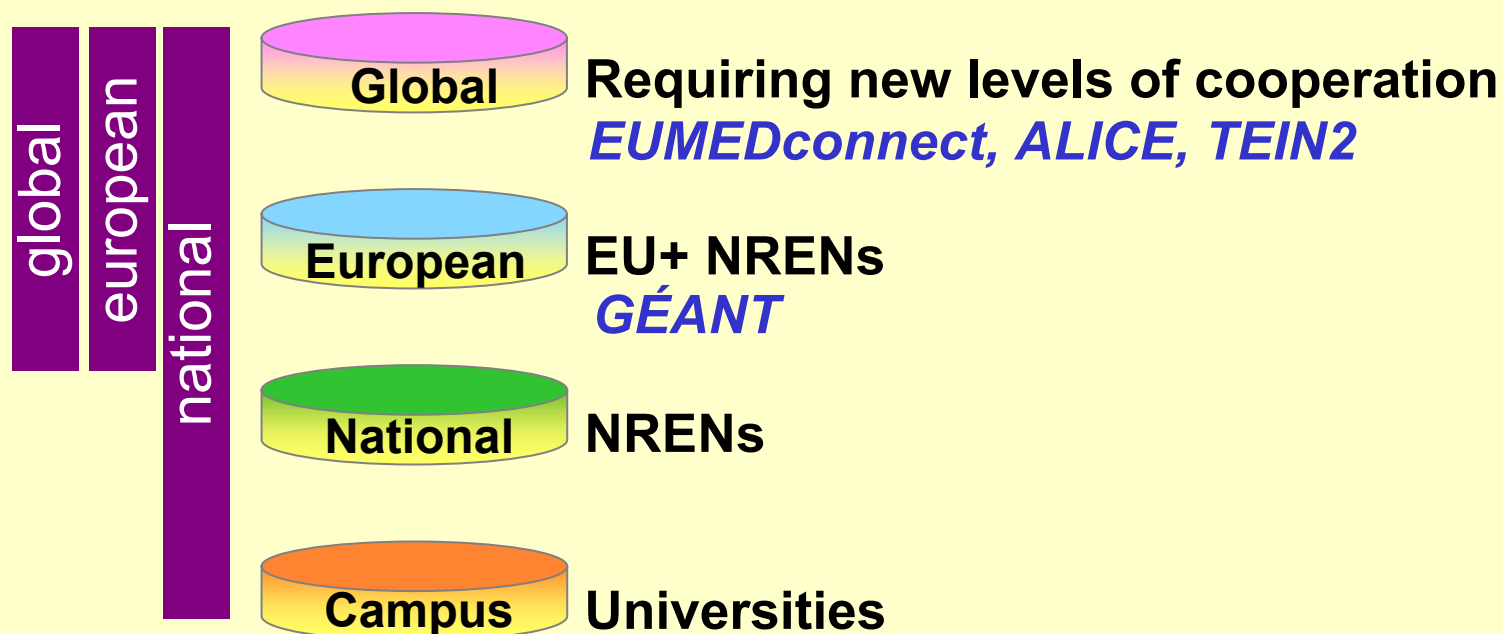 global
european
national
Global
Requiring new levels of cooperation
EUMEDconnect, ALICE, TEIN2
European
EU+ NRENs
GÉANT
National
NRENs
Campus
Universities